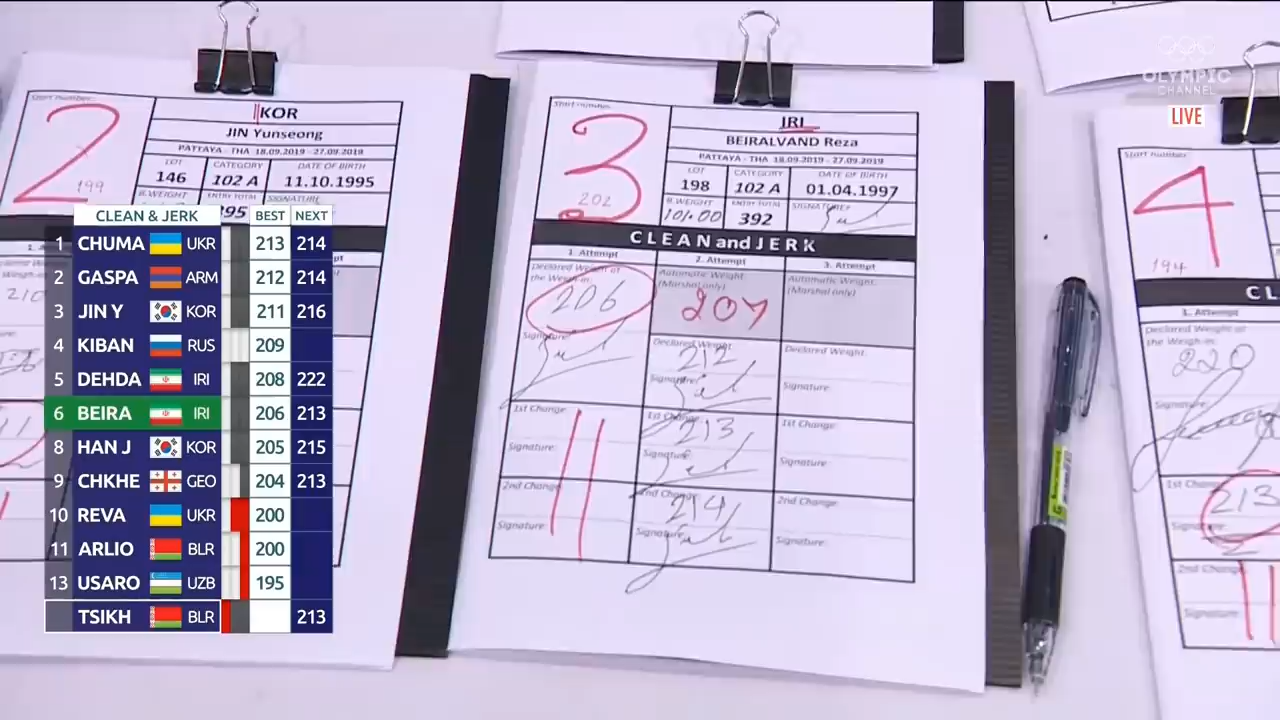 OLYMPIC
CHANNEL
LIVE
Start number
2
199
KOR
JIN Yunseong
PATTAYA - THA 18.09.2019 - 27.09.2019
LOT CATEGORY DATE OF BIRTH
146 102 A 11.10.1995
B.WEIGHT ENTRY TOTAL SIGNATURE
395
Start number
3
202
IRI
BEIRALVAND Reza
PATTAYA - THA 18.09.2019 - 27.09.2019
LOT CATEGORY DATE OF BIRTH
198 102 A 01.04.1997
B.WEIGHT ENTRY TOTAL SIGNATURE
101.00 392
CLEAN and JERK
1. Attempt 2. Attempt 3. Attempt
Declared Weight at the Weigh-in:
206
Automatic Weight: (Marshal only)
207
Automatic Weight: (Marshal only)
Signature:
Declared Weight:
212
Signature:
Declared Weight:
Signature:
1st Change:
Signature:
1st Change:
213
Signature:
1st Change:
Signature:
2nd Change:
Signature:
2nd Change:
214
Signature:
2nd Change:
Signature:
Start number
4
194
CL
1. Attempt
Declared Weight at the Weigh-in:
220
Signature:
1st Change:
213
2nd Change:
Signature:
CLEAN & JERK BEST NEXT
1 CHUMA UKR 213 214
2 GASPA ARM 212 214
3 JIN Y KOR 211 216
4 KIBAN RUS 209
5 DEHDA IRI 208 222
6 BEIRA IRI 206 213
8 HAN J KOR 205 215
9 CHKHE GEO 204 213
10 REVA UKR 200
11 ARLIO BLR 200
13 USARO UZB 195
TSIKH BLR 213